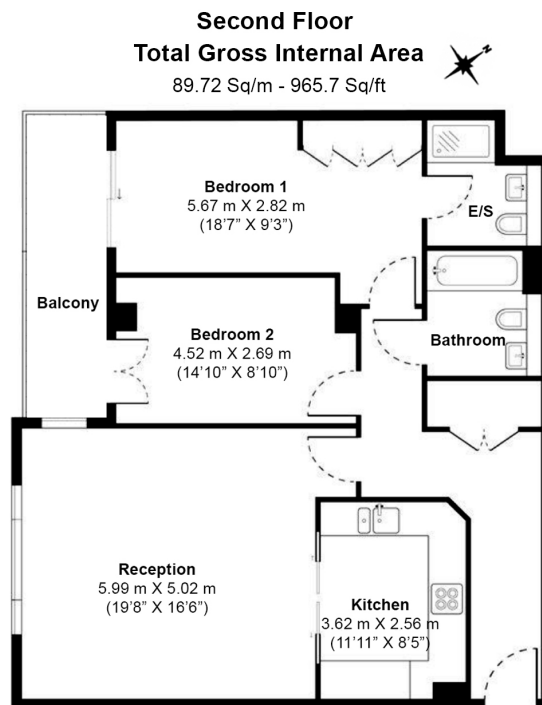 Second Floor
Total Gross Internal Area
89.72 Sq/m - 965.7 Sq/ft
N
Bedroom 1
5.67 m X 2.82 m
(18'7" X 9'3")
E/S
Balcony
Bedroom 2
4.52 m X 2.69 m
(14'10" X 8'10")
Bathroom
Reception
5.99 m X 5.02 m
(19'8" X 16'6")
Kitchen
3.62 m X 2.56 m
(11'11" X 8'5")